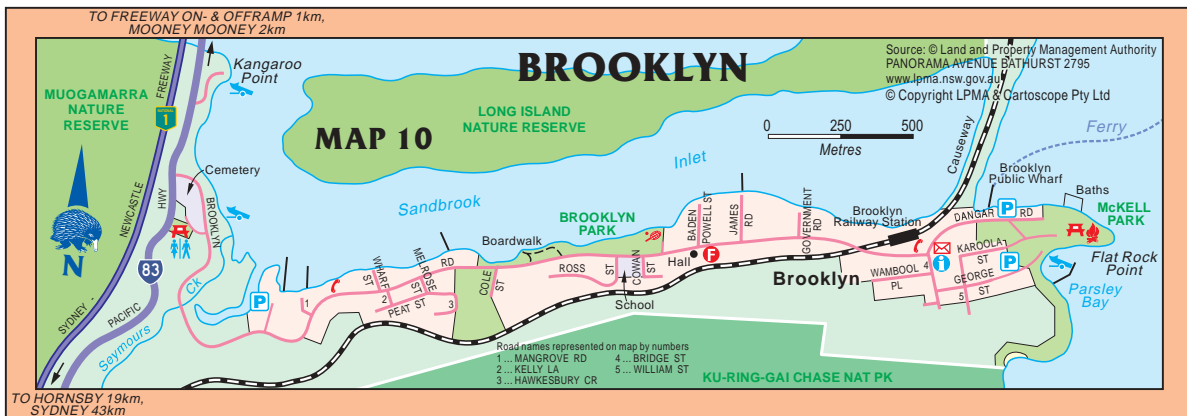 TO FREEWAY ON- & OFFRAMP 1km,
MOONEY MOONEY 2km
BROOKLYN
MAP 10
Source: © Land and Property Management Authority
PANORAMA AVENUE BATHURST 2795
www.lpma.nsw.gov.au
© Copyright LPMA & Cartoscope Pty Ltd
0 250 500
Metres
Kangaroo
Point
MUOGAMARRA
NATURE
RESERVE
FREEWAY
NATIONAL
1
LONG ISLAND
NATURE RESERVE
Causeway
Ferry
Inlet
Sandbrook
Cemetery
NEWCASTLE
HWY
BROOKLYN
N
83
SYDNEY -
PACIFIC
Seymours
Ck
P
1
WHARF
ST
MELROSE
ST
RD
2
PEAT ST
3
COLE
ST
Boardwalk
BROOKLYN
PARK
ROSS
ST
COWAN
ST
School
Hall
F
BADEN
POWELL ST
JAMES
RD
GOVERNMENT
RD
Brooklyn
Railway Station
Brooklyn
Public Wharf
Baths
DANGAR RD
P
McKELL
PARK
Flat Rock
Point
Parsley
Bay
KAROOLA
ST
P
i
Brooklyn
WAMBOOL
PL
4
GEORGE
ST
5
Road names represented on map by numbers
1 ... MANGROVE RD
2 ... KELLY LA
3 ... HAWKESBURY CR
4 ... BRIDGE ST
5 ... WILLIAM ST
KU-RING-GAI CHASE NAT PK
TO HORNSBY 19km,
SYDNEY 43km